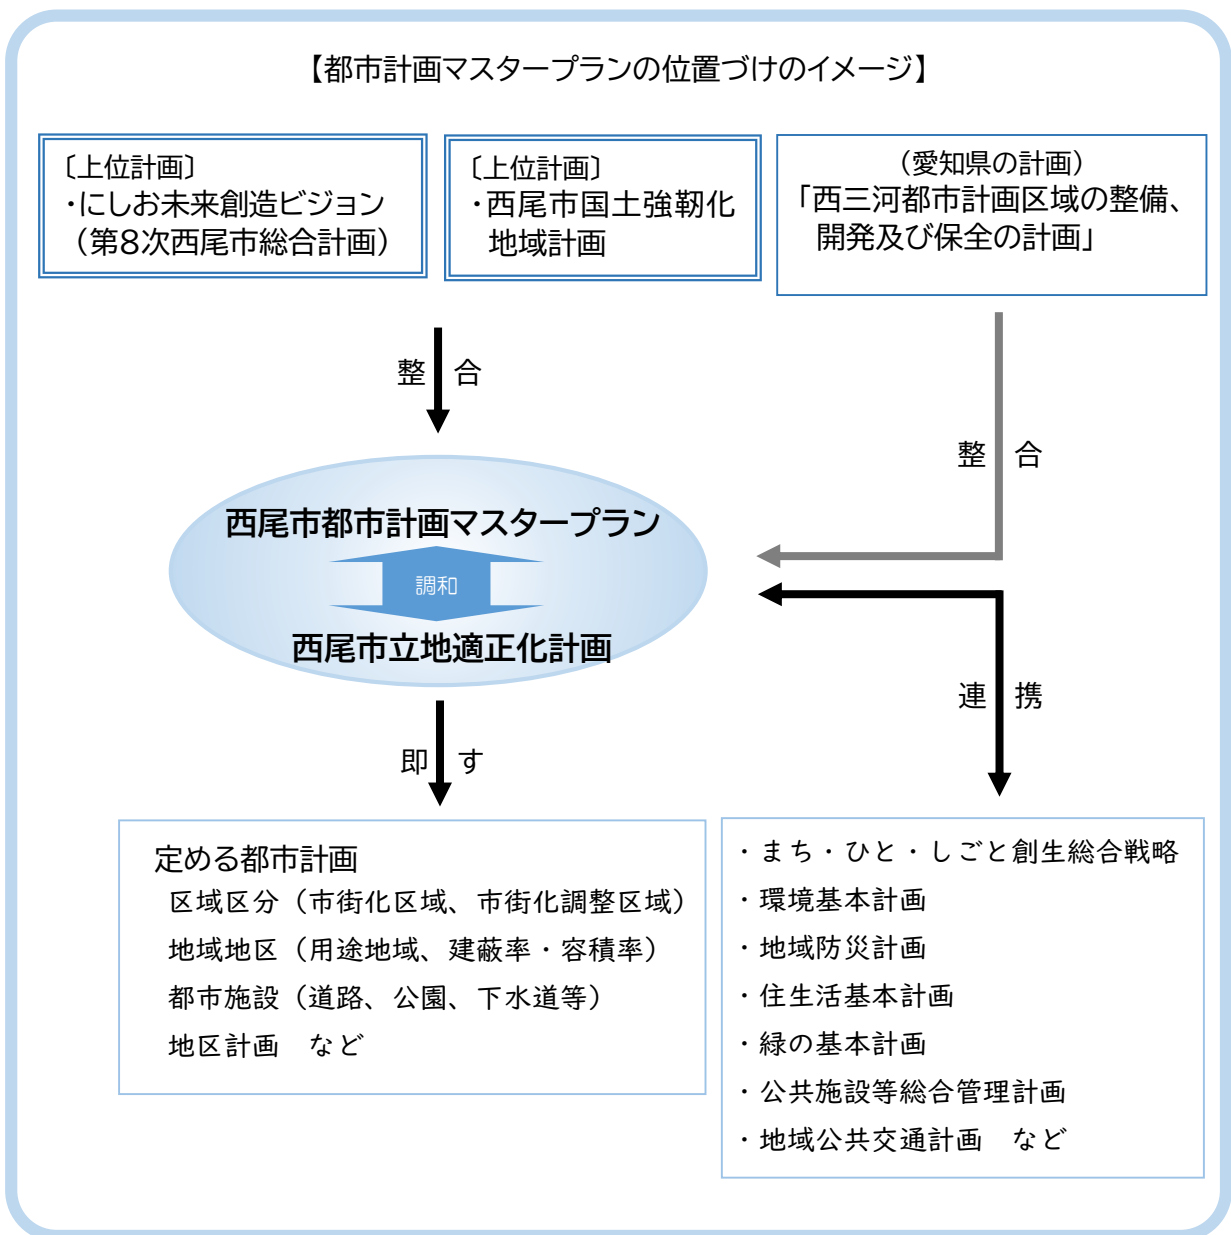 【都市計画マスタープランの位置づけのイメージ】
〔上位計画〕
・にしお未来創造ビジョン
（第8次西尾市総合計画）
〔上位計画〕
・西尾市国土強靭化
地域計画
（愛知県の計画）
「西三河都市計画区域の整備、
開発及び保全の計画」
整 合
整 合
西尾市都市計画マスタープラン
調和
西尾市立地適正化計画
連 携
即 す
定める都市計画
区域区分（市街化区域、市街化調整区域）
地域地区（用途地域、建蔽率・容積率）
都市施設（道路、公園、下水道等）
地区計画　など
・まち・ひと・しごと創生総合戦略
・環境基本計画
・地域防災計画
・住生活基本計画
・緑の基本計画
・公共施設等総合管理計画
・地域公共交通計画　など